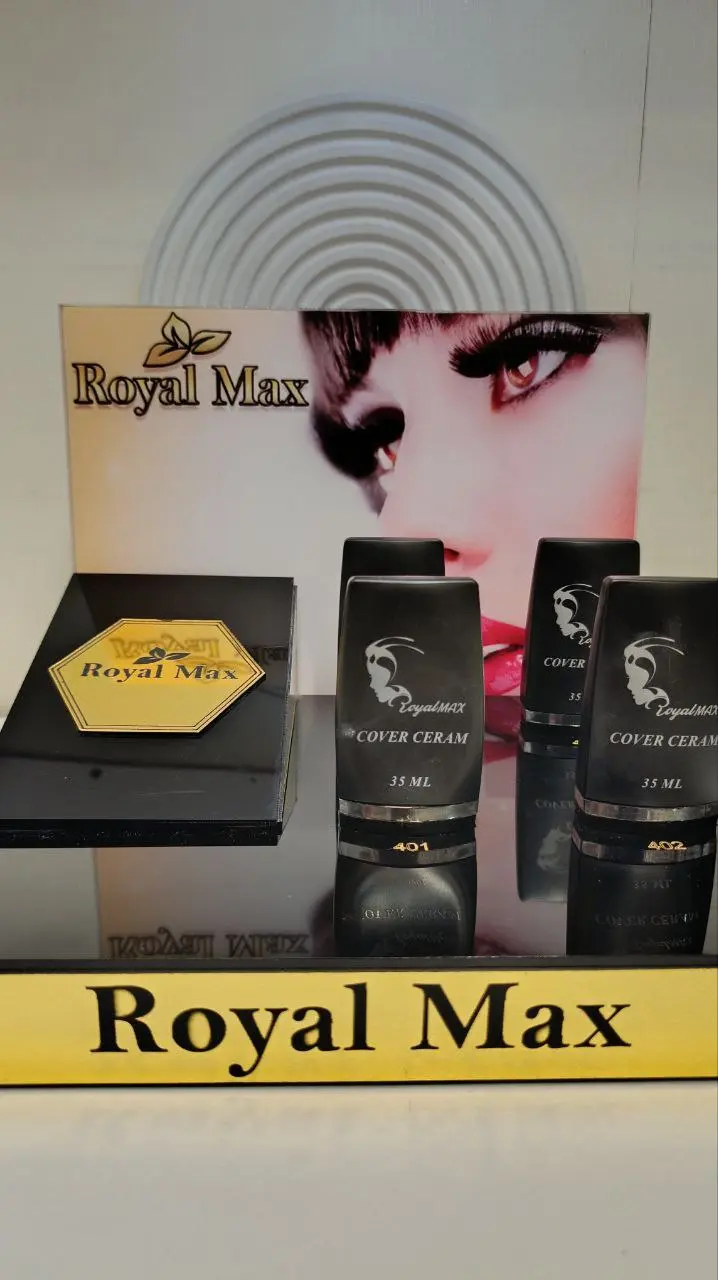 Royal Max
Royal Max
RoyalMAX
COVER CERAM
35 ML
401
COVER
35
RoyalMAX
COVER CERAM
35 ML
402
Royal Max